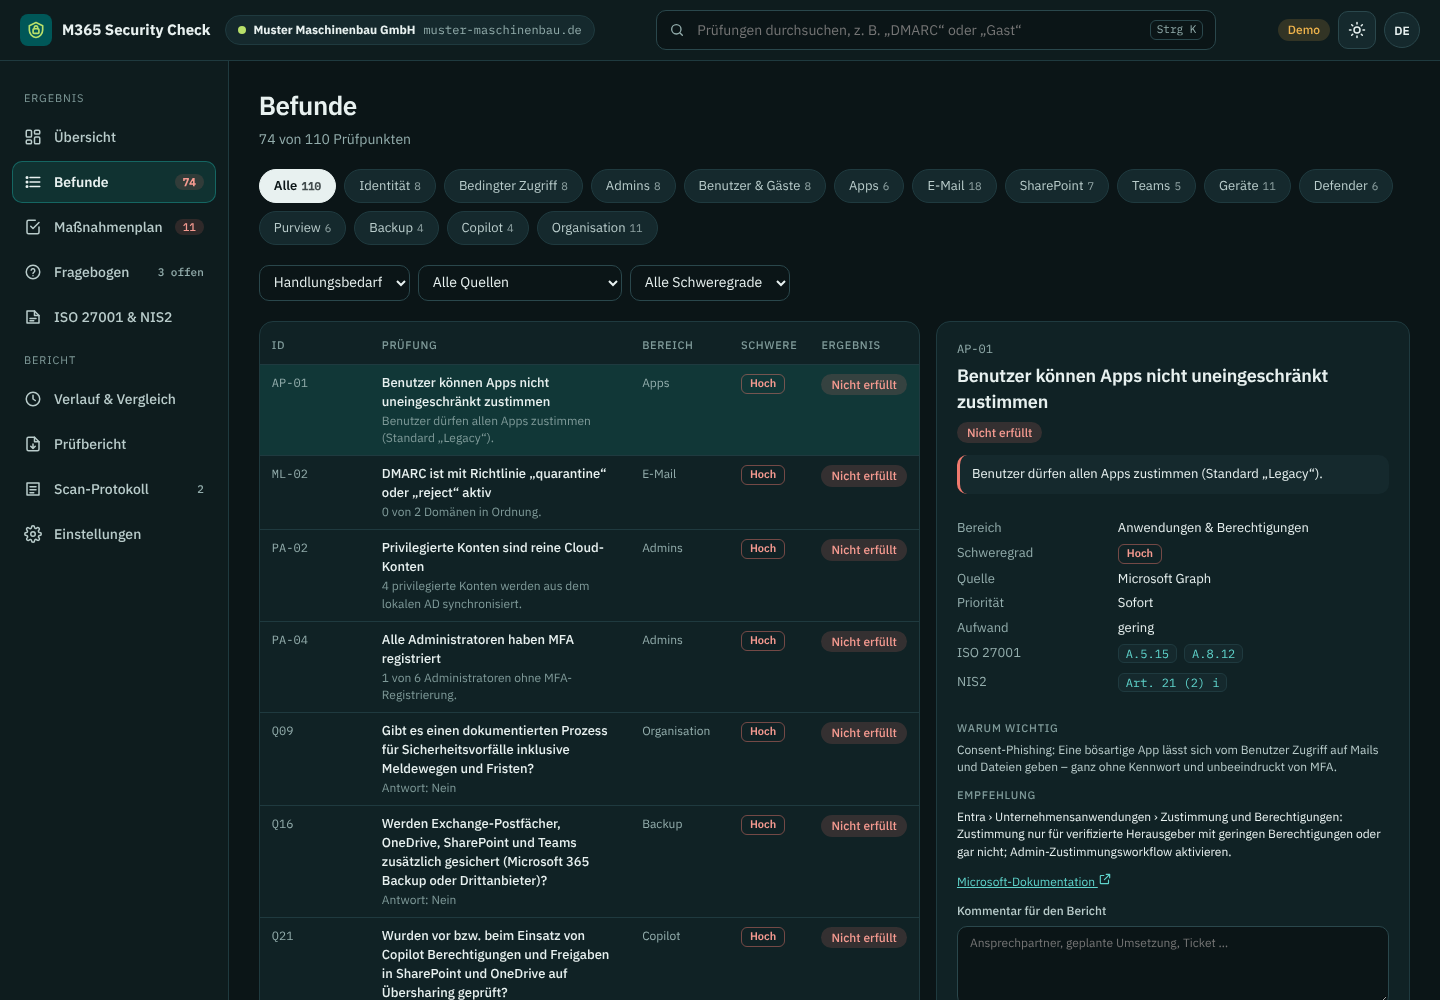 M365 Security Check
Muster Maschinenbau GmbH muster-maschinenbau.de
Prüfungen durchsuchen, z. B. „DMARC“ oder „Gast“
Strg K
Demo
DE
ERGEBNIS
Übersicht
Befunde 74
Maßnahmenplan 11
Fragebogen 3 offen
ISO 27001 & NIS2
BERICHT
Verlauf & Vergleich
Prüfbericht
Scan-Protokoll 2
Einstellungen
Befunde
74 von 110 Prüfpunkten
Alle 110 Identität 8 Bedingter Zugriff 8 Admins 8 Benutzer & Gäste 8 Apps 6 E-Mail 18 SharePoint 7 Teams 5 Geräte 11 Defender 6
Purview 6 Backup 4 Copilot 4 Organisation 11
Handlungsbedarf Alle Quellen Alle Schweregrade
ID PRÜFUNG BEREICH SCHWERE ERGEBNIS
AP-01 Benutzer können Apps nicht Apps Hoch Nicht erfüllt
uneingeschränkt zustimmen
Benutzer dürfen allen Apps zustimmen
(Standard „Legacy“).
ML-02 DMARC ist mit Richtlinie „quarantine“ E-Mail Hoch Nicht erfüllt
oder „reject“ aktiv
0 von 2 Domänen in Ordnung.
PA-02 Privilegierte Konten sind reine Cloud- Admins Hoch Nicht erfüllt
Konten
4 privilegierte Konten werden aus dem
lokalen AD synchronisiert.
PA-04 Alle Administratoren haben MFA Admins Hoch Nicht erfüllt
registriert
1 von 6 Administratoren ohne MFA-
Registrierung.
Q09 Gibt es einen dokumentierten Prozess Organisation Hoch Nicht erfüllt
für Sicherheitsvorfälle inklusive
Meldewegen und Fristen?
Antwort: Nein
Q16 Werden Exchange-Postfächer, Backup Hoch Nicht erfüllt
OneDrive, SharePoint und Teams
zusätzlich gesichert (Microsoft 365
Backup oder Drittanbieter)?
Antwort: Nein
Q21 Wurden vor bzw. beim Einsatz von Copilot Hoch Nicht erfüllt
Copilot Berechtigungen und Freigaben
in SharePoint und OneDrive auf
Übersharing geprüft?
AP-01
Benutzer können Apps nicht uneingeschränkt
zustimmen
Nicht erfüllt
Benutzer dürfen allen Apps zustimmen (Standard „Legacy“).
Bereich Anwendungen & Berechtigungen
Schweregrad Hoch
Quelle Microsoft Graph
Priorität Sofort
Aufwand gering
ISO 27001 A.5.15 A.8.12
NIS2 Art. 21 (2) i
WARUM WICHTIG
Consent-Phishing: Eine bösartige App lässt sich vom Benutzer Zugriff auf Mails
und Dateien geben – ganz ohne Kennwort und unbeeindruckt von MFA.
EMPFEHLUNG
Entra › Unternehmensanwendungen › Zustimmung und Berechtigungen:
Zustimmung nur für verifizierte Herausgeber mit geringen Berechtigungen oder
gar nicht; Admin-Zustimmungsworkflow aktivieren.
Microsoft-Dokumentation
Kommentar für den Bericht
Ansprechpartner, geplante Umsetzung, Ticket …